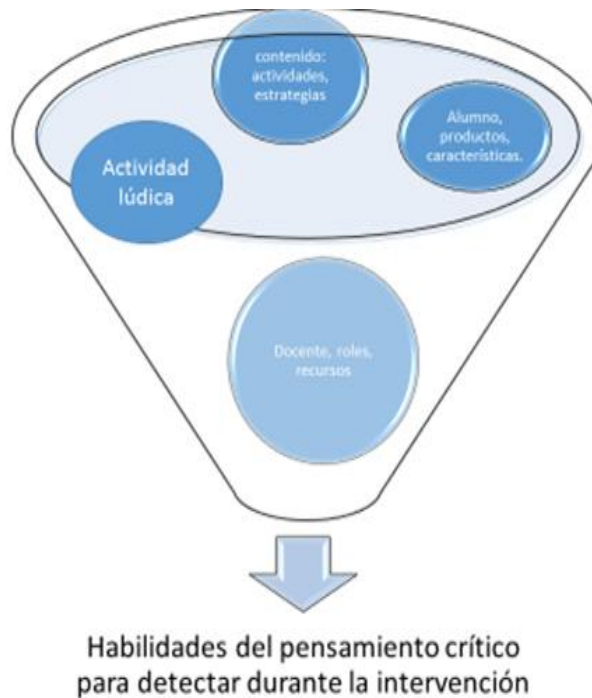 contenido:
actividades,
estrategias
Alumno,
productos,
características.
Actividad
lúdica
Docente, roles,
recursos
Habilidades del pensamiento crítico
para detectar durante la intervención